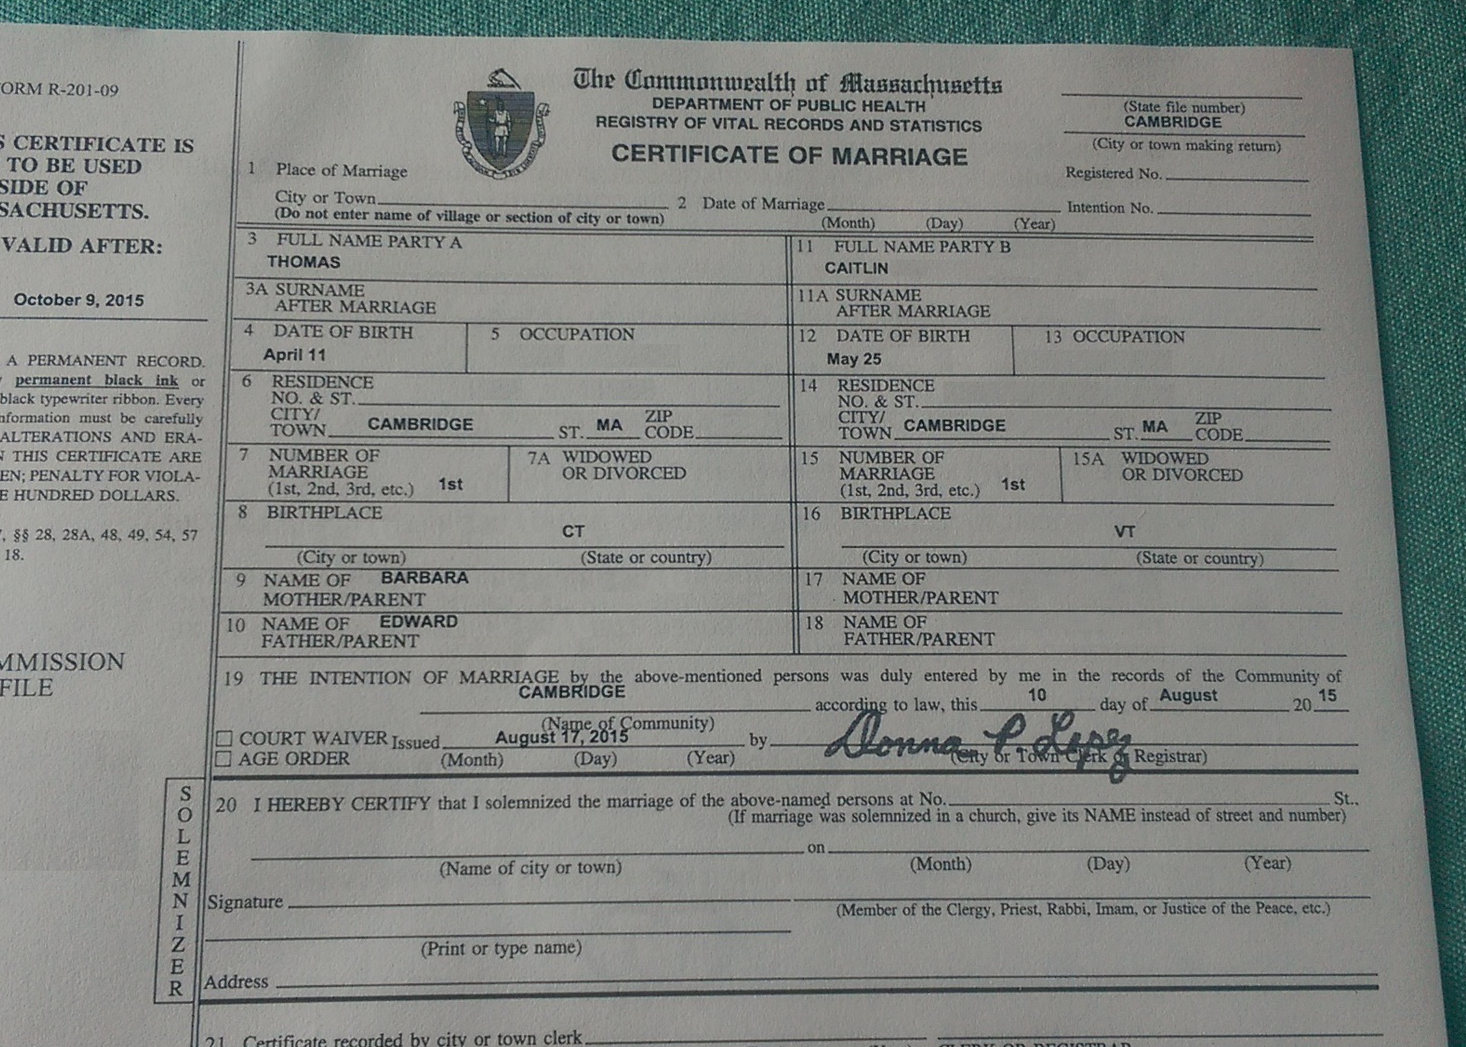 ORM R-201-09
S CERTIFICATE IS
TO BE USED
SIDE OF
SACHUSETTS.
VALID AFTER:
October 9, 2015
A PERMANENT RECORD.
permanent black ink or
black typewriter ribbon. Every
nformation must be carefully
ALTERATIONS AND ERA-
N THIS CERTIFICATE ARE
EN; PENALTY FOR VIOLA-
E HUNDRED DOLLARS.
, §§ 28, 28A, 48, 49, 54, 57
18.
MMISSION
FILE
The Commonwealth of Massachusetts
DEPARTMENT OF PUBLIC HEALTH
REGISTRY OF VITAL RECORDS AND STATISTICS
CERTIFICATE OF MARRIAGE
(State file number)
CAMBRIDGE
(City or town making return)
Registered No.
Intention No.
1 Place of Marriage
City or Town
(Do not enter name of village or section of city or town)
2 Date of Marriage
(Month) (Day) (Year)
3 FULL NAME PARTY A
THOMAS
11 FULL NAME PARTY B
CAITLIN
3A SURNAME
AFTER MARRIAGE
11A SURNAME
AFTER MARRIAGE
4 DATE OF BIRTH
April 11
5 OCCUPATION
12 DATE OF BIRTH
May 25
13 OCCUPATION
6 RESIDENCE
NO. & ST.
CITY/
TOWN CAMBRIDGE ST. MA ZIP CODE
14 RESIDENCE
NO. & ST.
CITY/
TOWN CAMBRIDGE ST. MA ZIP CODE
7 NUMBER OF
MARRIAGE
(1st, 2nd, 3rd, etc.) 1st
7A WIDOWED
OR DIVORCED
15 NUMBER OF
MARRIAGE
(1st, 2nd, 3rd, etc.) 1st
15A WIDOWED
OR DIVORCED
8 BIRTHPLACE
CT
(City or town) (State or country)
16 BIRTHPLACE
VT
(City or town) (State or country)
9 NAME OF BARBARA
MOTHER/PARENT
17 NAME OF
MOTHER/PARENT
10 NAME OF EDWARD
FATHER/PARENT
18 NAME OF
FATHER/PARENT
19 THE INTENTION OF MARRIAGE by the above-mentioned persons was duly entered by me in the records of the Community of
CAMBRIDGE according to law, this 10 day of August 20 15
(Name of Community)
COURT WAIVER Issued August 17, 2015 by Donna P Lopez
AGE ORDER (Month) (Day) (Year) (City or Town Clerk or Registrar)
SOLEMNIZER
20 I HEREBY CERTIFY that I solemnized the marriage of the above-named persons at No. St.,
(If marriage was solemnized in a church, give its NAME instead of street and number)
on
(Name of city or town) (Month) (Day) (Year)
Signature
(Member of the Clergy, Priest, Rabbi, Imam, or Justice of the Peace, etc.)
(Print or type name)
Address
21 Certificate recorded by city or town clerk
CLERK OR REGISTRAR